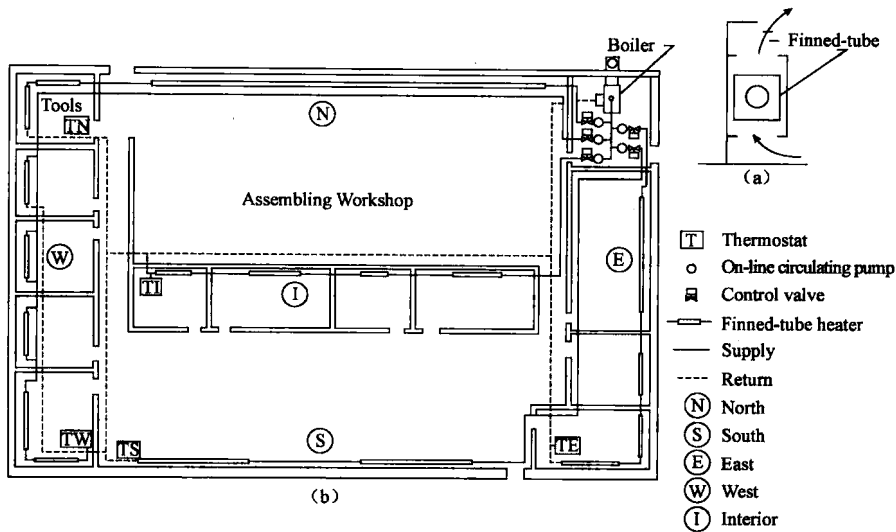 Boiler
Finned-tube
(a)
Tools
TN
N
Assembling Workshop
W
E
TI
I
TW
TS
S
TE
(b)
T Thermostat
On-line circulating pump
Control valve
Finned-tube heater
Supply
Return
N North
S South
E East
W West
I Interior